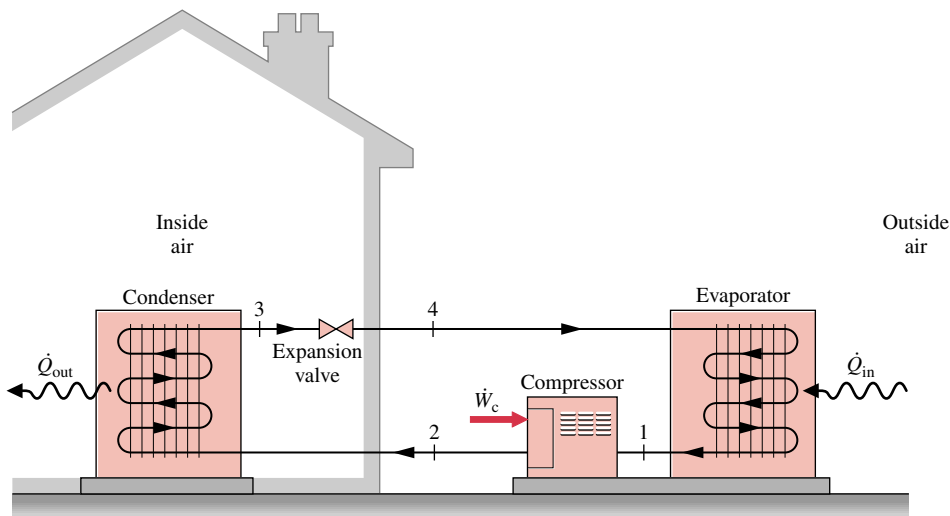 Inside
air
Outside
air
Condenser
3
4
Evaporator
Expansion
valve
Q̇out
Compressor
Q̇in
Ẇc
2
1